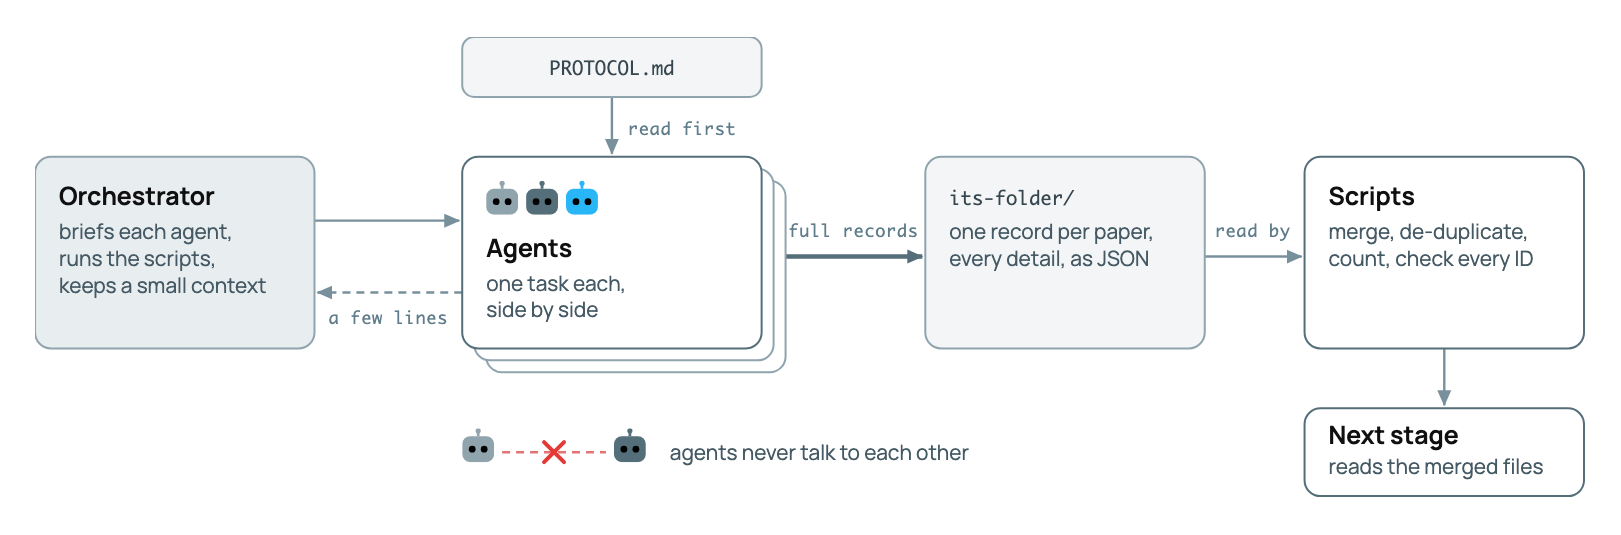 PROTOCOL.md
read first
Orchestrator
briefs each agent,
runs the scripts,
keeps a small context
a few lines
Agents
one task each,
side by side
full records
its-folder/
one record per paper,
every detail, as JSON
read by
Scripts
merge, de-duplicate,
count, check every ID
Next stage
reads the merged files
agents never talk to each other